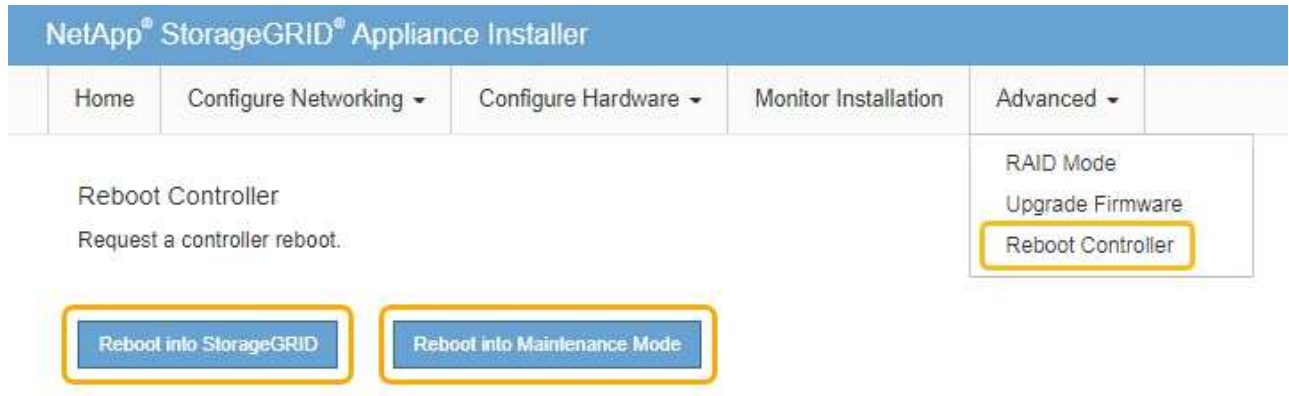 NetApp® StorageGRID® Appliance Installer
Home Configure Networking Configure Hardware Monitor Installation Advanced
RAID Mode
Upgrade Firmware
Reboot Controller
Reboot Controller
Request a controller reboot.
Reboot into StorageGRID Reboot into Maintenance Mode